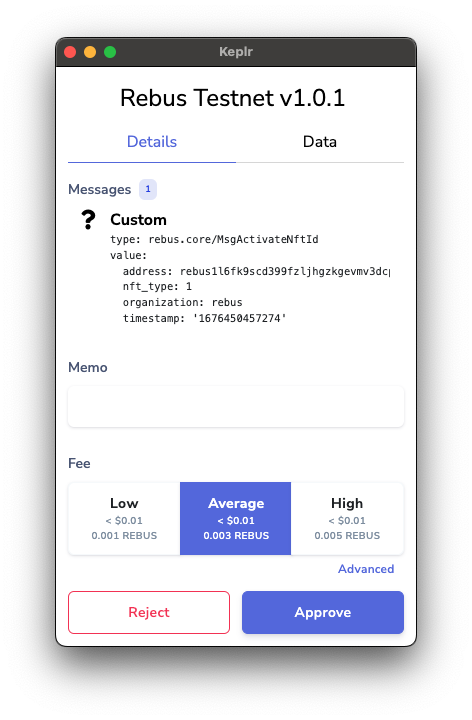 Keplr
Rebus Testnet v1.0.1
Details Data
Messages 1
? Custom
type: rebus.core/MsgActivateNftId
value:
address: rebus1l6fk9scd399fzljhgzkgevmv3dcp
nft_type: 1
organization: rebus
timestamp: '1676450457274'
Memo
Fee
Low Average High
< $0.01 < $0.01 < $0.01
0.001 REBUS 0.003 REBUS 0.005 REBUS
Advanced
Reject Approve